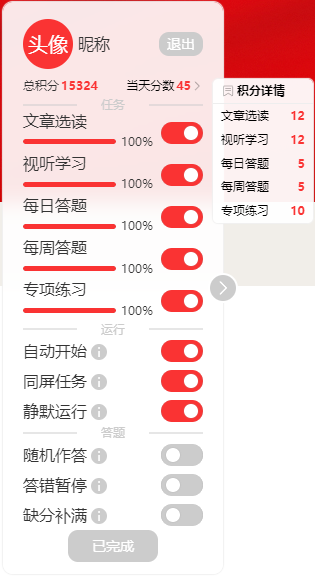 头像 昵称 退出
总积分 15324 当天分数 45
任务
文章选读
100%
视听学习
100%
每日答题
100%
每周答题
100%
专项练习
100%
运行
自动开始
同屏任务
静默运行
答题
随机作答
答错暂停
缺分补满
已完成
积分详情
文章选读 12
视听学习 12
每日答题 5
每周答题 5
专项练习 10